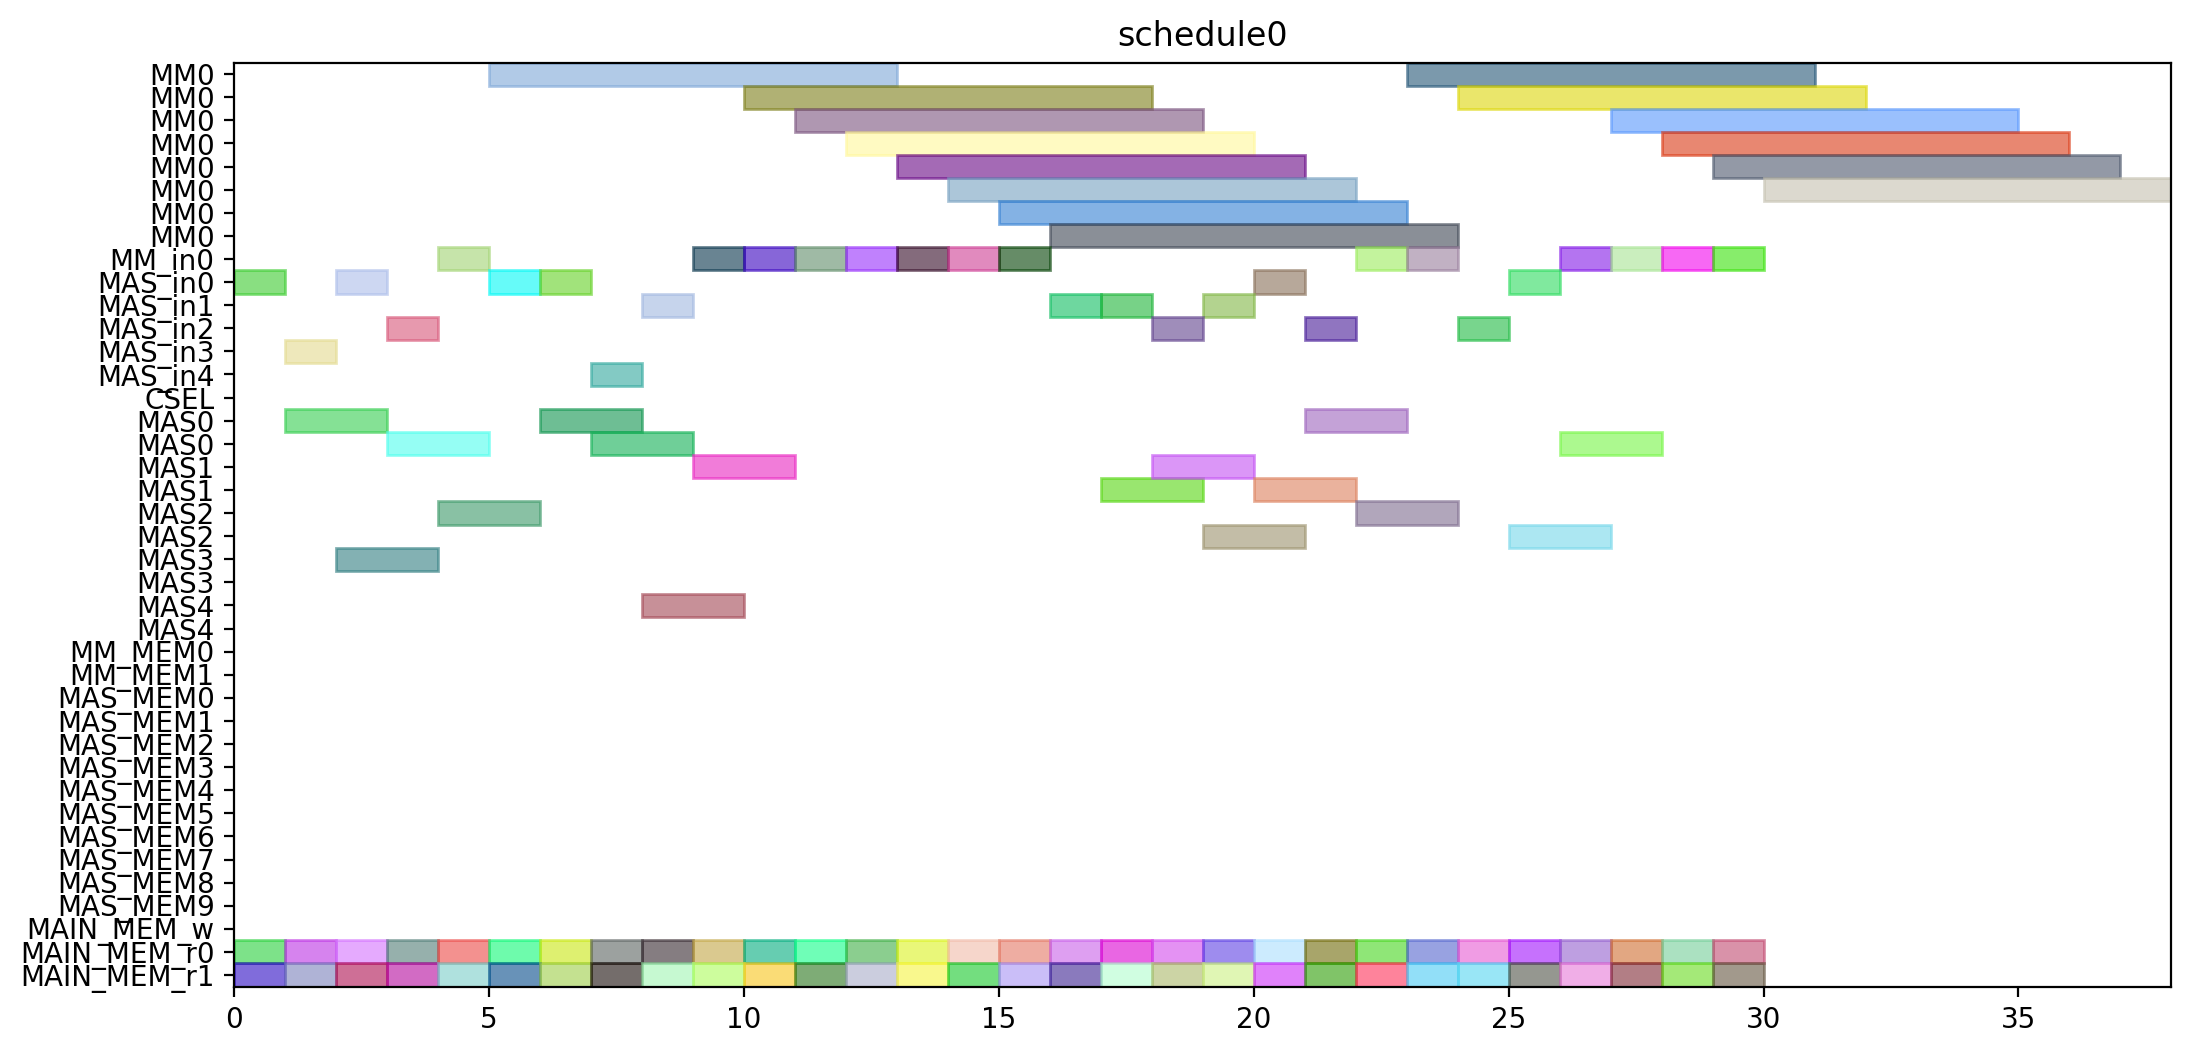 schedule0
MM0
MM0
MM0
MM0
MM0
MM0
MM0
MM0
MM_in0
MAS_in0
MAS_in1
MAS_in2
MAS_in3
MAS_in4
CSEL
MAS0
MAS0
MAS1
MAS1
MAS2
MAS2
MAS3
MAS3
MAS4
MAS4
MM_MEM0
MM_MEM1
MAS_MEM0
MAS_MEM1
MAS_MEM2
MAS_MEM3
MAS_MEM4
MAS_MEM5
MAS_MEM6
MAS_MEM7
MAS_MEM8
MAS_MEM9
MAIN_MEM_w
MAIN_MEM_r0
MAIN_MEM_r1
0 5 10 15 20 25 30 35